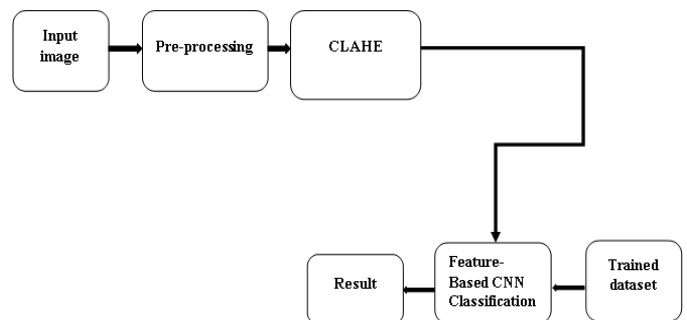 Input
image
Pre-processing
CLAHE
Feature-
Based CNN
Classification
Trained
dataset
Result